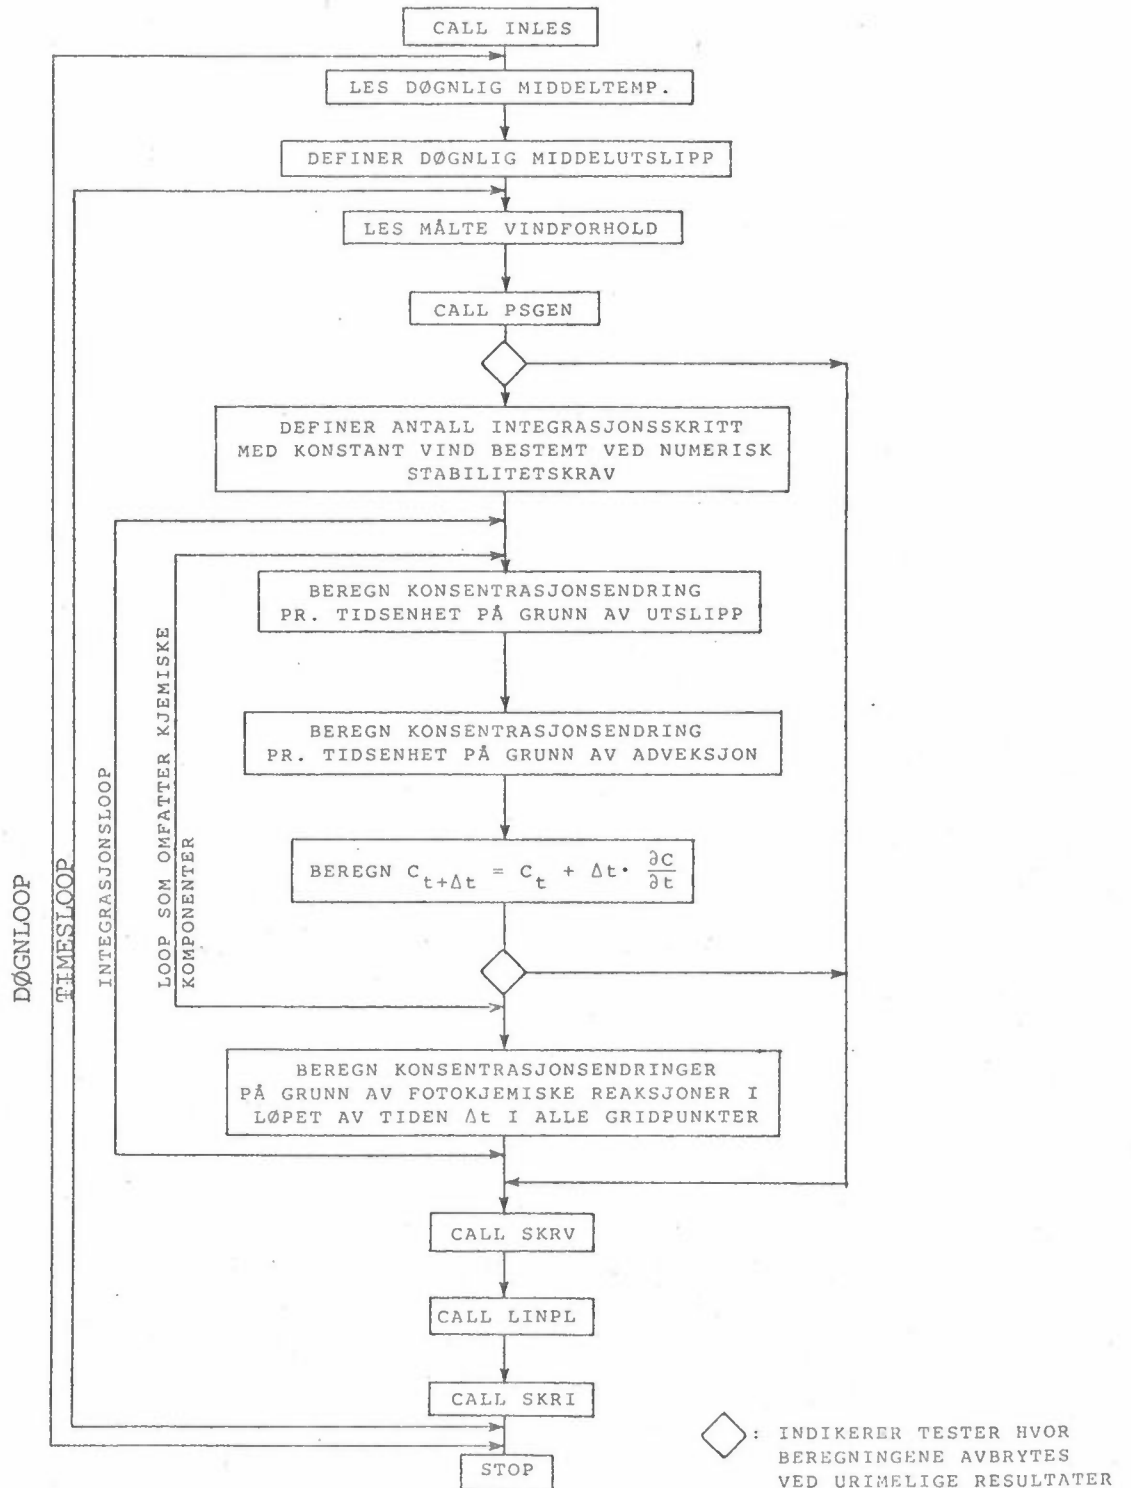 CALL INLES
LES DØGNLIG MIDDELTEMP.
DEFINER DØGNLIG MIDDELUTSLIPP
LES MÅLTE VINDFORHOLD
CALL PSGEN
DEFINER ANTALL INTEGRASJONSSKRITT
MED KONSTANT VIND BESTEMT VED NUMERISK
STABILITETSKRAV
BEREGN KONSENTRASJONSENDRING
PR. TIDSENHET PÅ GRUNN AV UTSLIPP
BEREGN KONSENTRASJONSENDRING
PR. TIDSENHET PÅ GRUNN AV ADVEKSJON
BEREGN C_{t+Δt} = C_t + Δt· ∂C/∂t
DØGNLOOP
TIMESLOOP
INTEGRASJONSLOOP
LOOP SOM OMFATTER KJEMISKE
KOMPONENTER
BEREGN KONSENTRASJONSENDRINGER
PÅ GRUNN AV FOTOKJEMISKE REAKSJONER I
LØPET AV TIDEN Δt I ALLE GRIDPUNKTER
CALL SKRV
CALL LINPL
CALL SKRI
STOP
: INDIKERER TESTER HVOR
BEREGNINGENE AVBRYTES
VED URIMELIGE RESULTATER